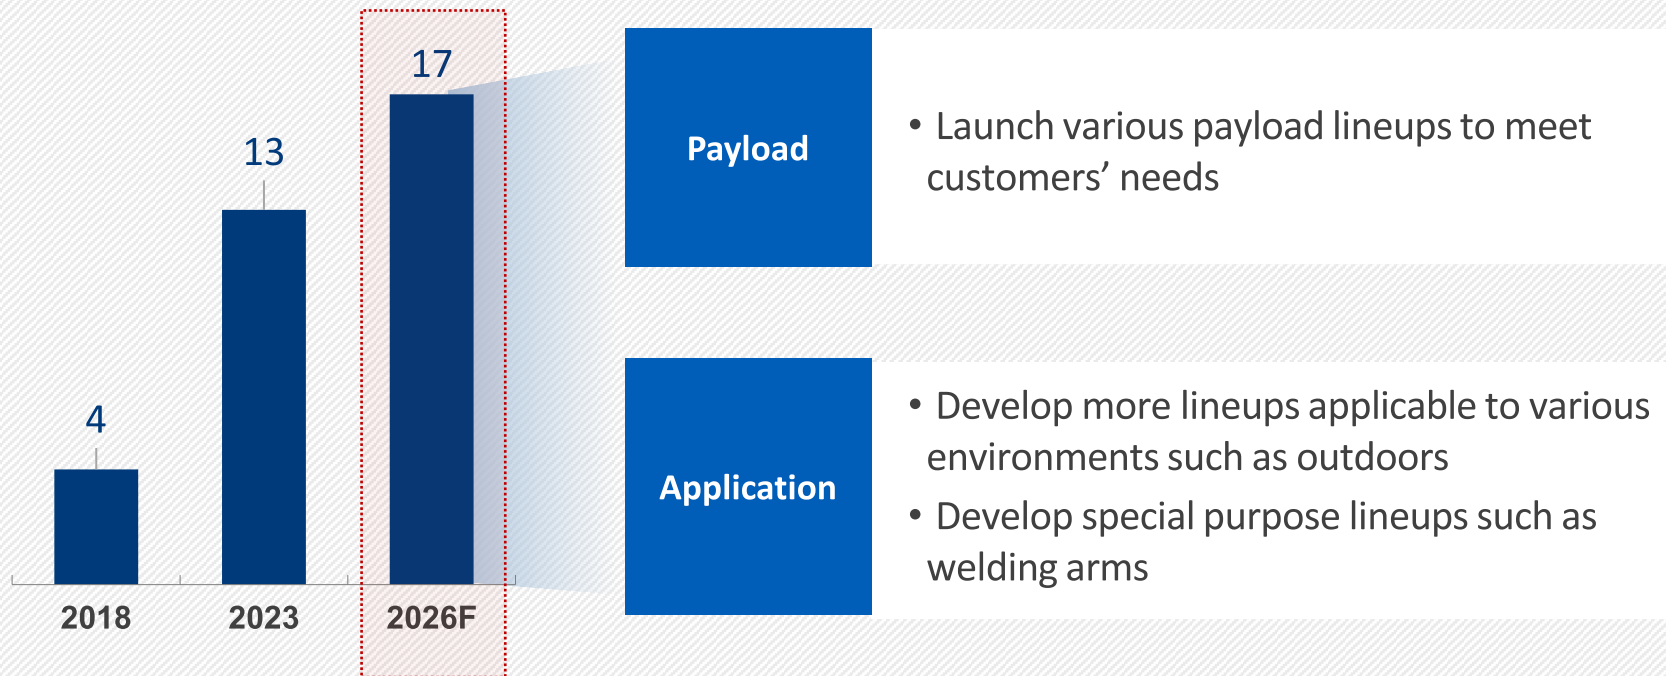 17
13
4
2018
2023
2026F
Payload
• Launch various payload lineups to meet
customers’ needs
Application
• Develop more lineups applicable to various
environments such as outdoors
• Develop special purpose lineups such as
welding arms